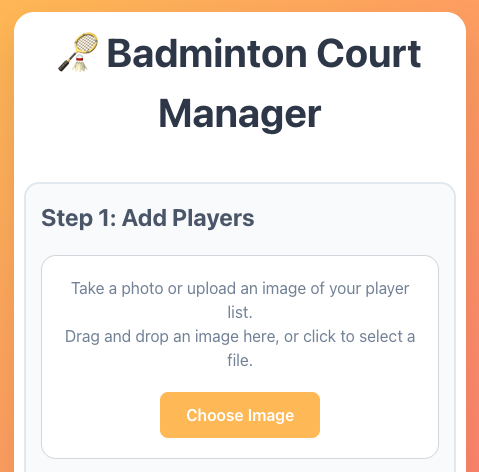 🏸 Badminton Court
Manager
Step 1: Add Players
Take a photo or upload an image of your player
list.
Drag and drop an image here, or click to select a
file.
Choose Image